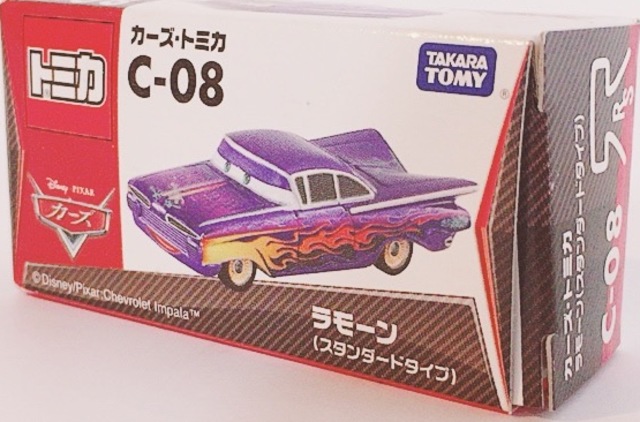 トミカ
カーズ・トミカ
C-08
TAKARA
TOMY
®
Disney PIXAR
カーズ
©Disney/Pixar;Chevrolet Impala™
ラモーン
(スタンダードタイプ)
RS
カーズ・トミカ
ラモーン(スタンダードタイプ)
C-08